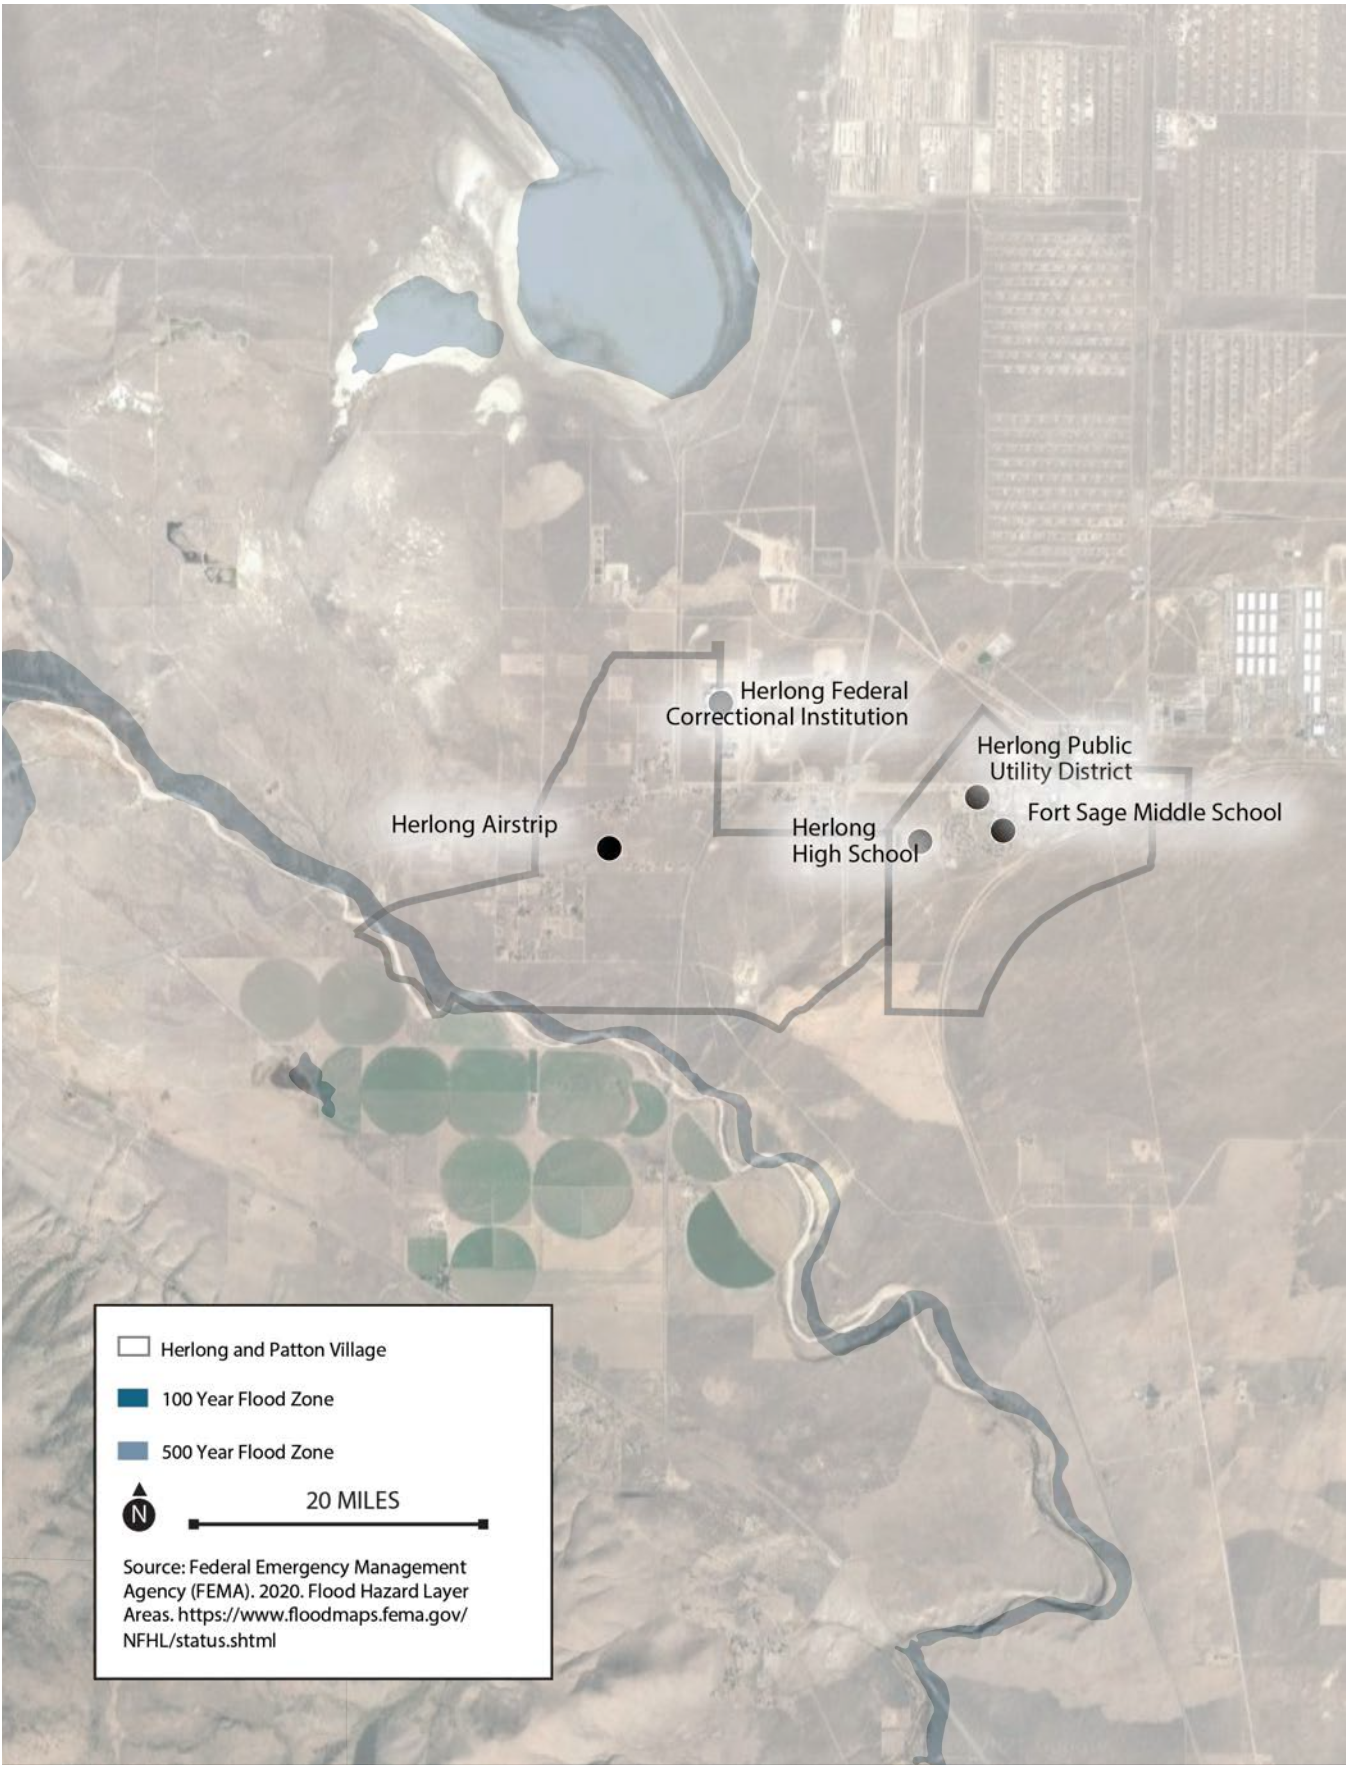 Herlong Federal
Correctional Institution
Herlong Public
Utility District
Fort Sage Middle School
Herlong Airstrip
Herlong
High School
Herlong and Patton Village
100 Year Flood Zone
500 Year Flood Zone
N
20 MILES
Source: Federal Emergency Management
Agency (FEMA). 2020. Flood Hazard Layer
Areas. https://www.floodmaps.fema.gov/
NFHL/status.shtml